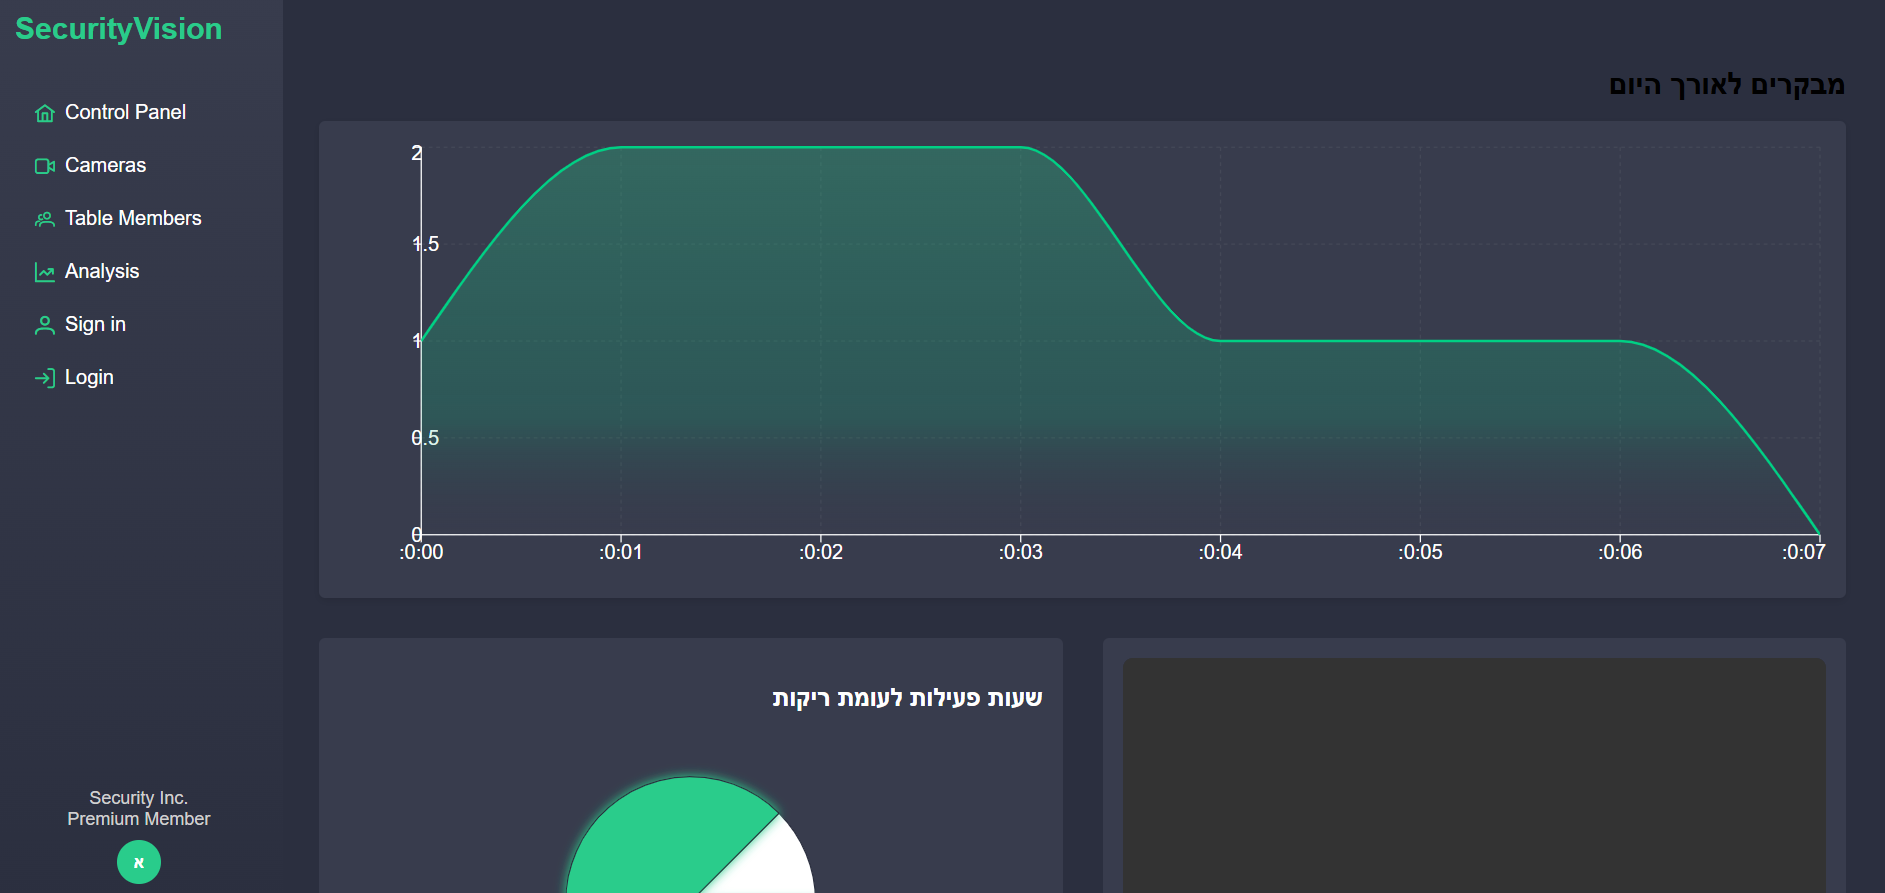 SecurityVision
Control Panel
Cameras
Table Members
Analysis
Sign in
Login
Security Inc.
Premium Member
א
מבקרים לאורך היום
2
1.5
1
0.5
0
:0:00
:0:01
:0:02
:0:03
:0:04
:0:05
:0:06
:0:07
שעות פעילות לעומת ריקות